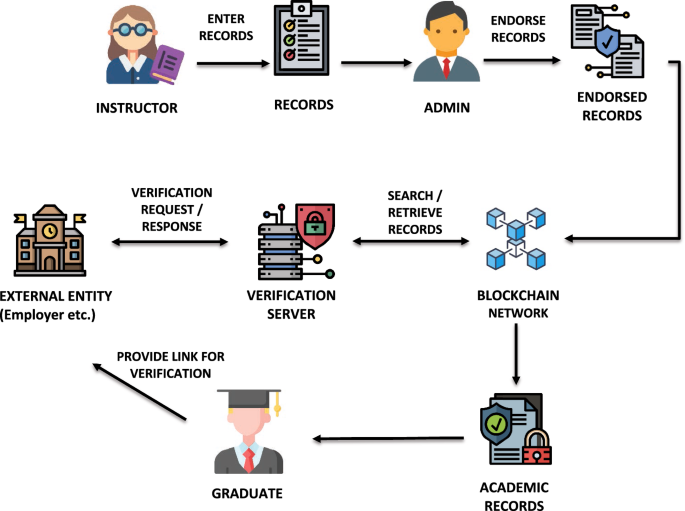 ENTER
RECORDS
ENDORSE
RECORDS
INSTRUCTOR
RECORDS
ADMIN
ENDORSED
RECORDS
VERIFICATION
REQUEST /
RESPONSE
SEARCH /
RETRIEVE
RECORDS
EXTERNAL ENTITY
(Employer etc.)
VERIFICATION
SERVER
BLOCKCHAIN
NETWORK
PROVIDE LINK FOR
VERIFICATION
GRADUATE
ACADEMIC
RECORDS